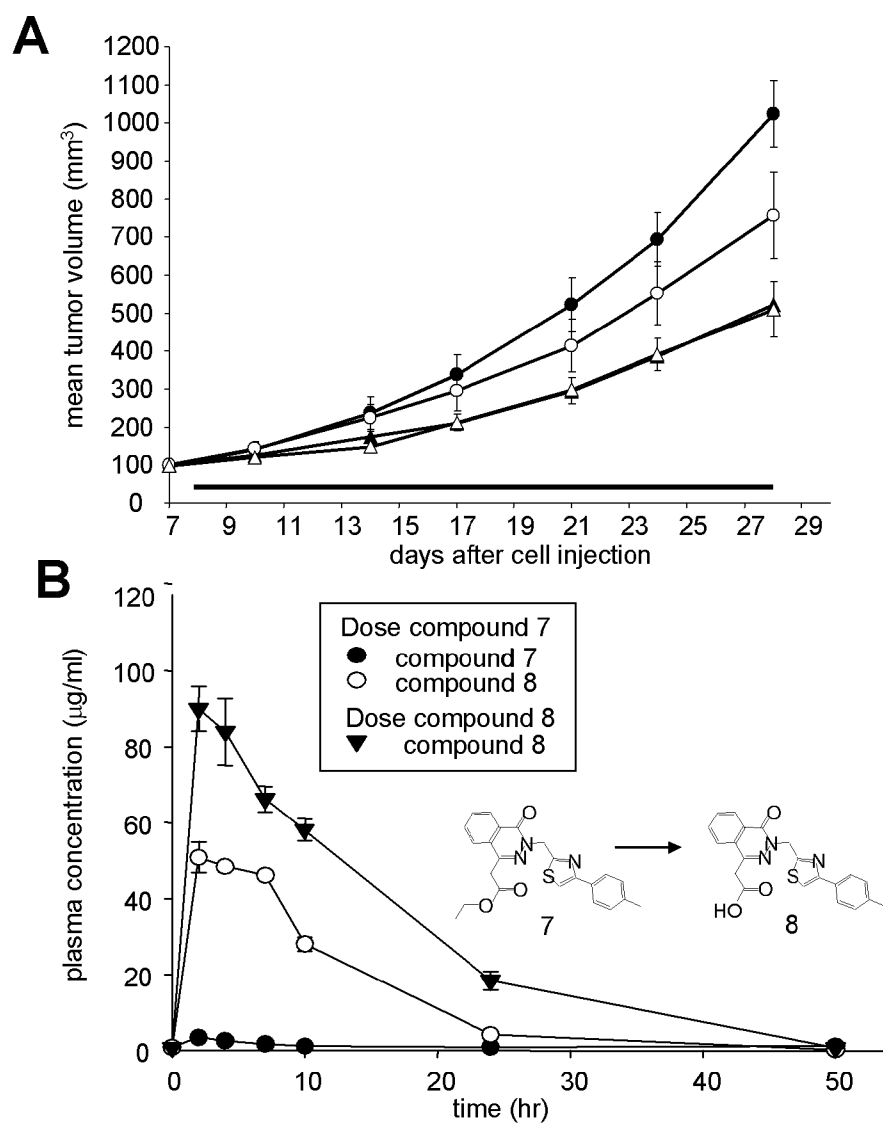 A
1200
1100
1000
900
800
700
600
500
400
300
200
100
0
mean tumor volume (mm³)
7 9 11 13 15 17 19 21 23 25 27 29
days after cell injection
B
120
100
80
60
40
20
0
plasma concentration (µg/ml)
Dose compound 7
compound 7
compound 8
Dose compound 8
compound 8
O
N
N
N
S
O
O
7
O
N
N
N
S
O
HO
8
0 10 20 30 40 50
time (hr)